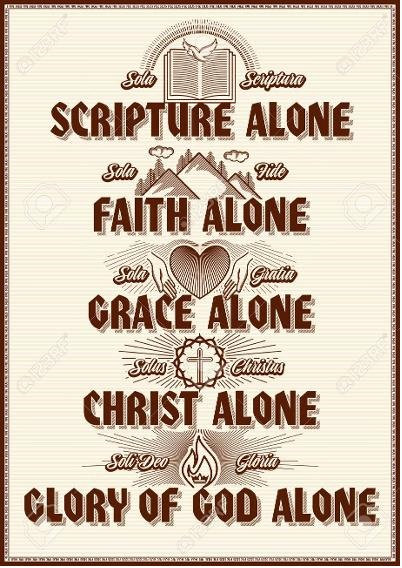 Sola Scriptura
SCRIPTURE ALONE
Sola Fide
FAITH ALONE
Sola Gratia
GRACE ALONE
Solus Christus
CHRIST ALONE
Soli Deo Gloria
GLORY OF GOD ALONE